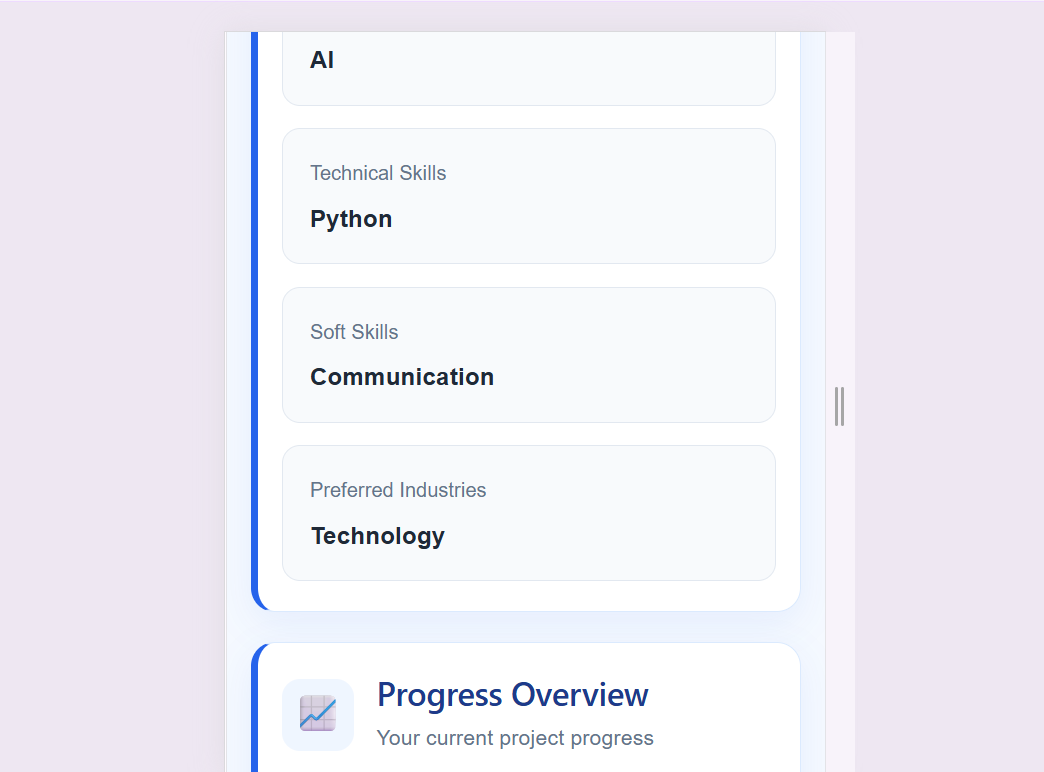 AI
Technical Skills
Python
Soft Skills
Communication
Preferred Industries
Technology
Progress Overview
Your current project progress